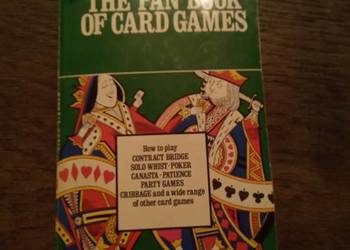 THE PAN BOOK
OF CARD GAMES
How to play
CONTRACT BRIDGE
SOLO WHIST · POKER
CANASTA · PATIENCE
PARTY GAMES
CRIBBAGE and a wide range
of other card games